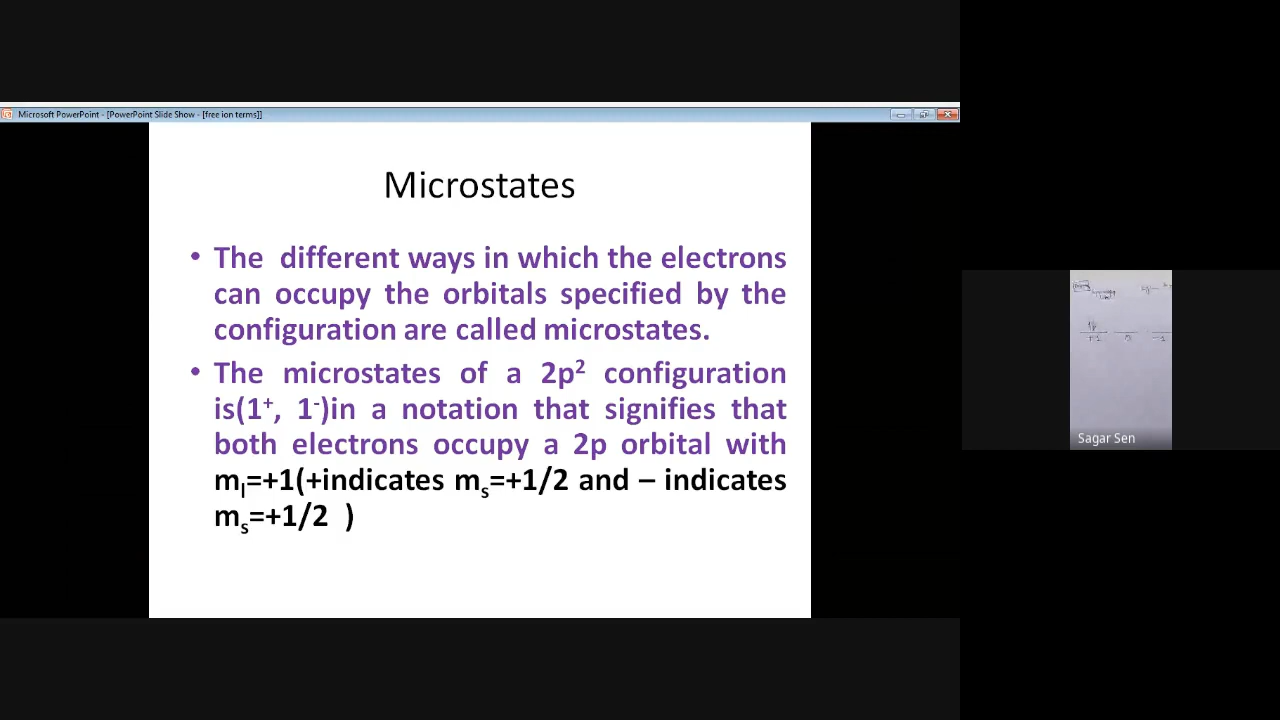 Microsoft PowerPoint - [PowerPoint Slide Show - [free ion terms]]
Microstates
• The different ways in which the electrons
can occupy the orbitals specified by the
configuration are called microstates.
• The microstates of a 2p² configuration
is(1⁺, 1⁻)in a notation that signifies that
both electrons occupy a 2p orbital with
mₗ=+1(+indicates mₛ=+1/2 and – indicates
mₛ=+1/2 )
+1 0 -1
Sagar Sen